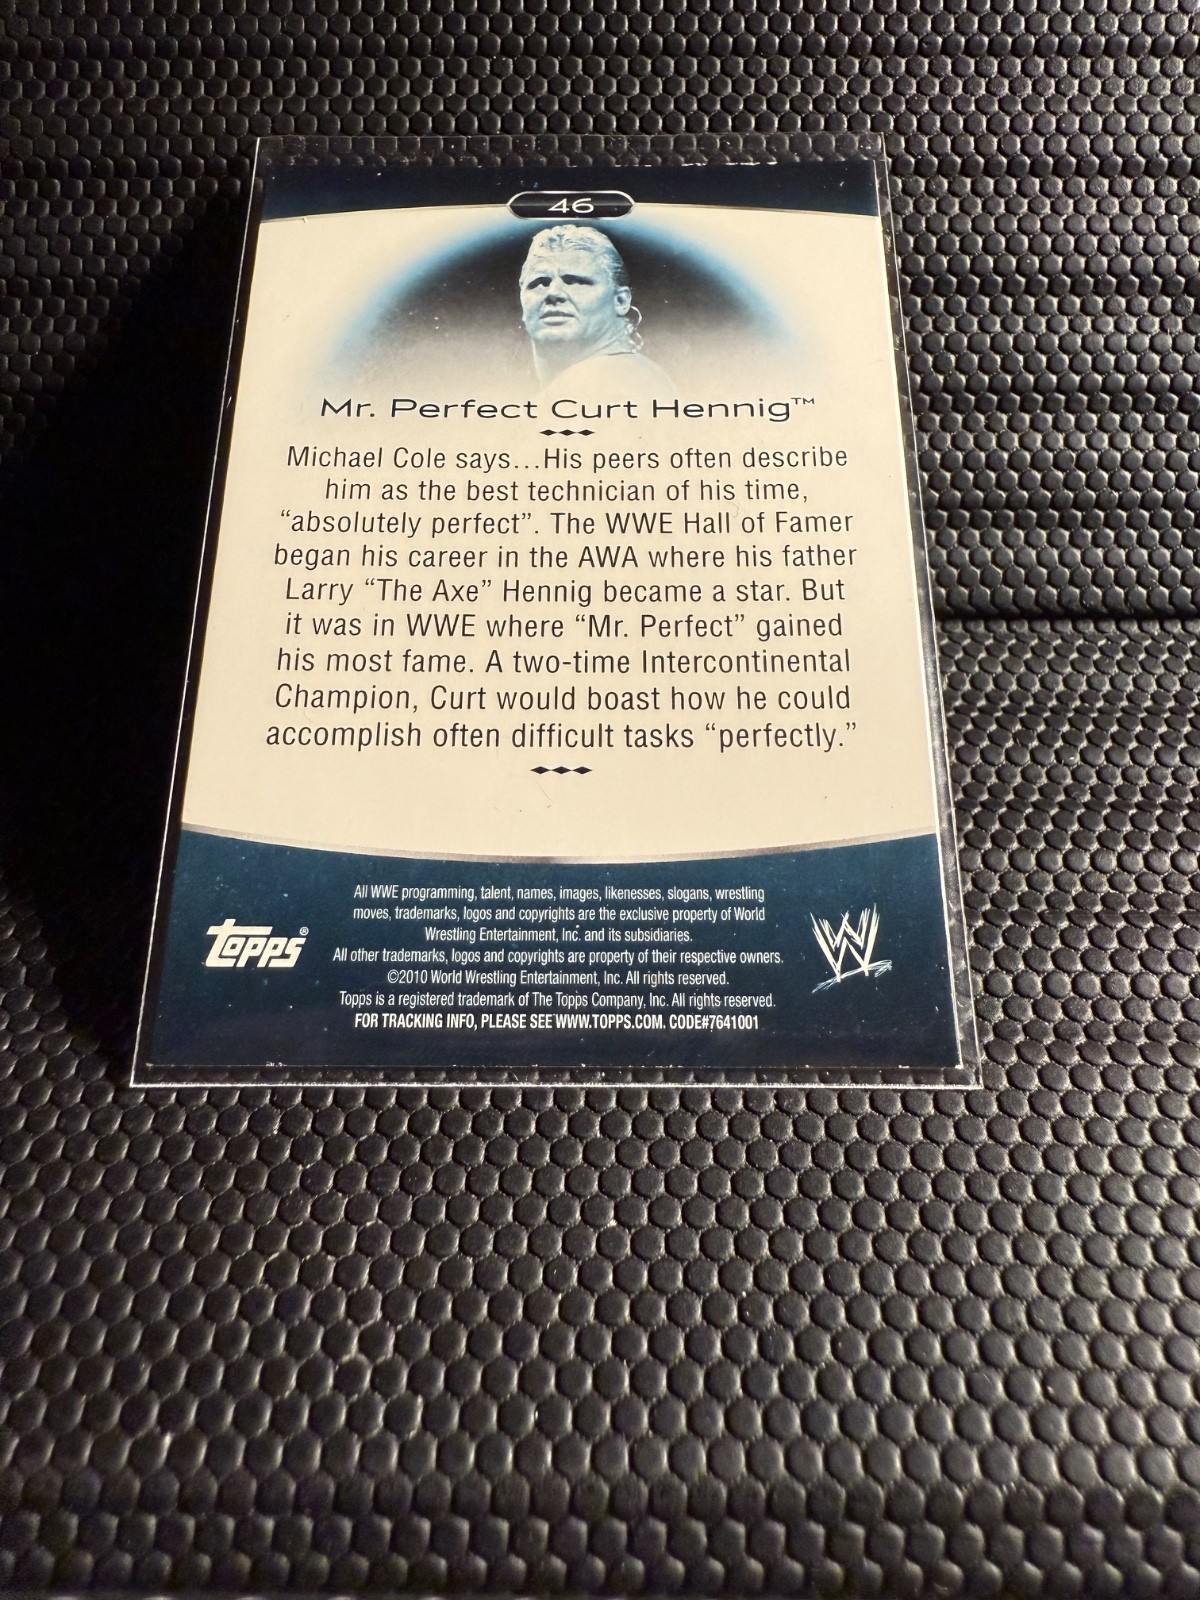 46
Mr. Perfect Curt Hennig™
Michael Cole says...His peers often describe
him as the best technician of his time,
“absolutely perfect”. The WWE Hall of Famer
began his career in the AWA where his father
Larry “The Axe” Hennig became a star. But
it was in WWE where “Mr. Perfect” gained
his most fame. A two-time Intercontinental
Champion, Curt would boast how he could
accomplish often difficult tasks “perfectly.”
All WWE programming, talent, names, images, likenesses, slogans, wrestling
moves, trademarks, logos and copyrights are the exclusive property of World
Wrestling Entertainment, Inc. and its subsidiaries.
All other trademarks, logos and copyrights are property of their respective owners.
©2010 World Wrestling Entertainment, Inc. All rights reserved.
Topps is a registered trademark of The Topps Company, Inc. All rights reserved.
FOR TRACKING INFO, PLEASE SEE WWW.TOPPS.COM. CODE#7641001
Topps®
W